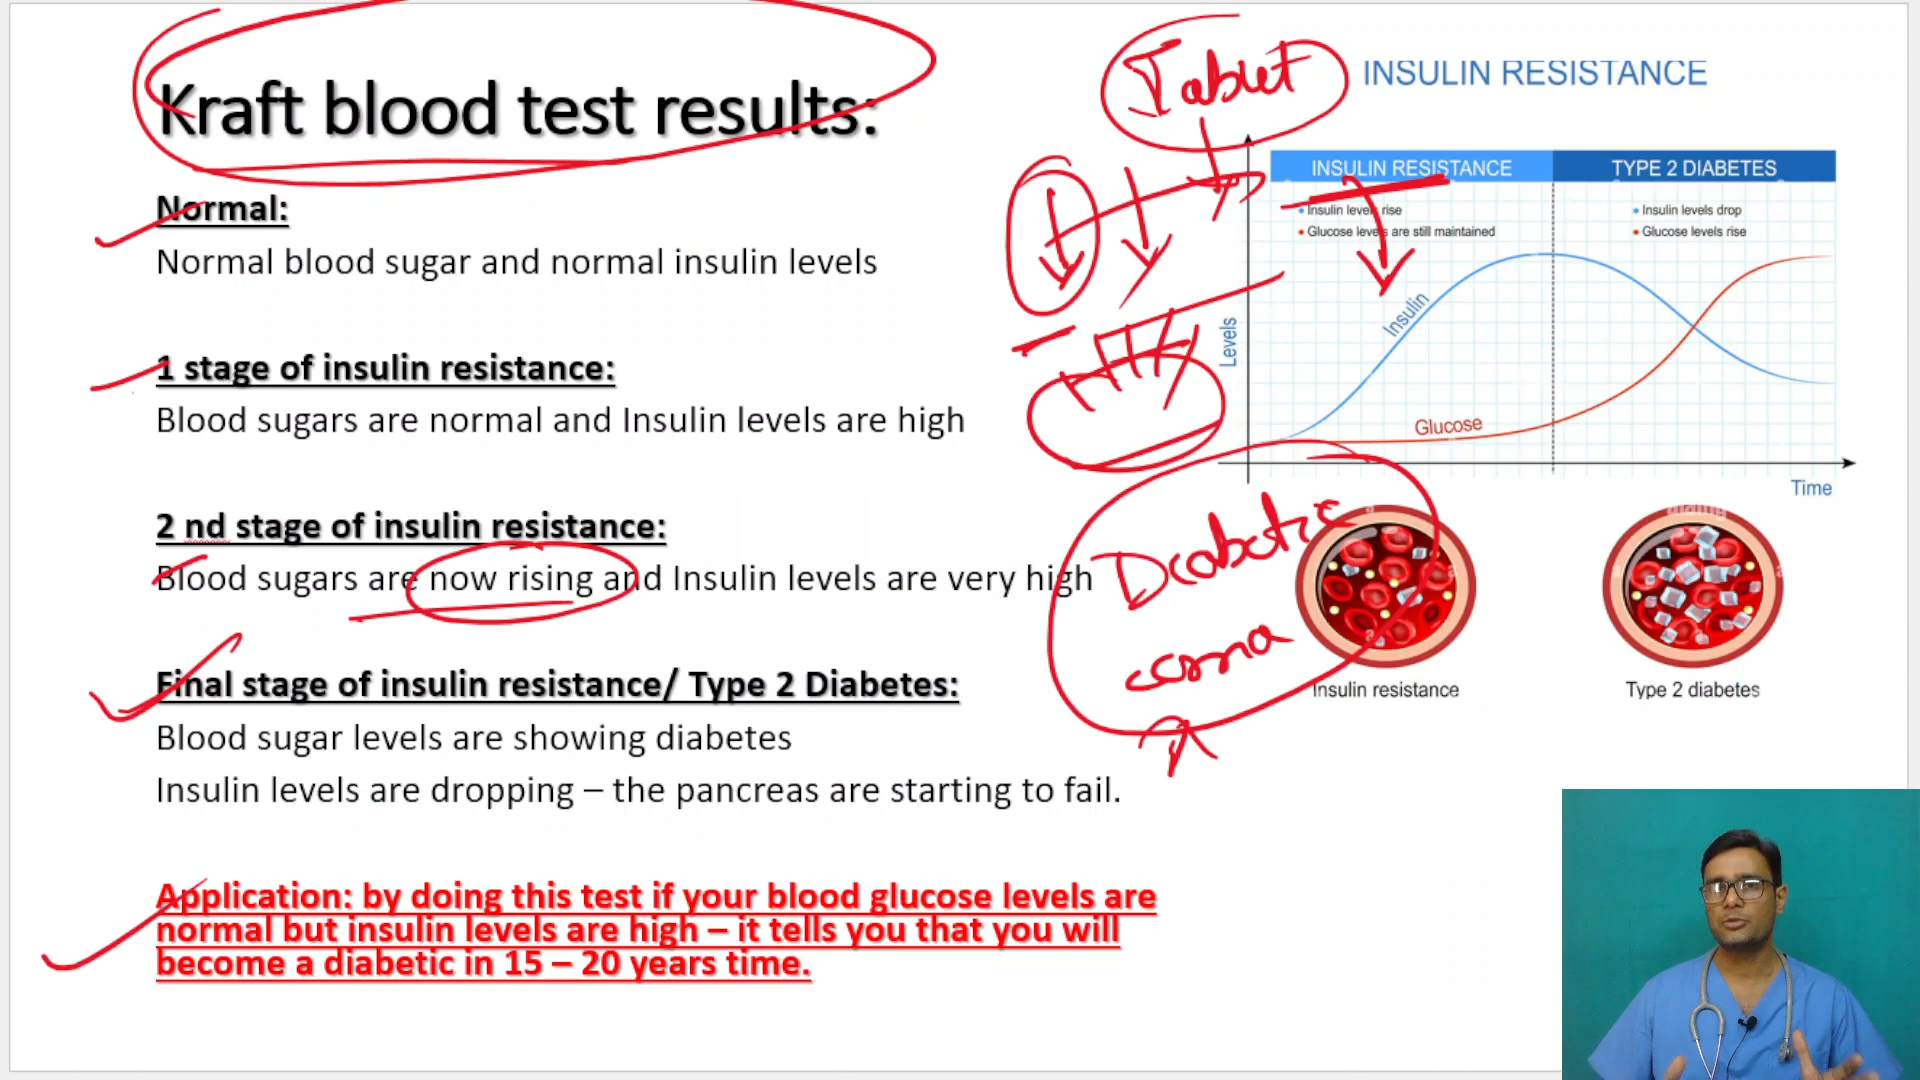 Kraft blood test results:
Normal:
Normal blood sugar and normal insulin levels
1 stage of insulin resistance:
Blood sugars are normal and Insulin levels are high
2 nd stage of insulin resistance:
Blood sugars are now rising and Insulin levels are very high
Final stage of insulin resistance/ Type 2 Diabetes:
Blood sugar levels are showing diabetes
Insulin levels are dropping – the pancreas are starting to fail.
Application: by doing this test if your blood glucose levels are
normal but insulin levels are high – it tells you that you will
become a diabetic in 15 – 20 years time.
Tablet
Diabetic
coma
INSULIN RESISTANCE
INSULIN RESISTANCE
TYPE 2 DIABETES
• Insulin levels rise
• Glucose levels are still maintained
• Insulin levels drop
• Glucose levels rise
Levels
Insulin
Glucose
Time
Insulin resistance
Type 2 diabetes